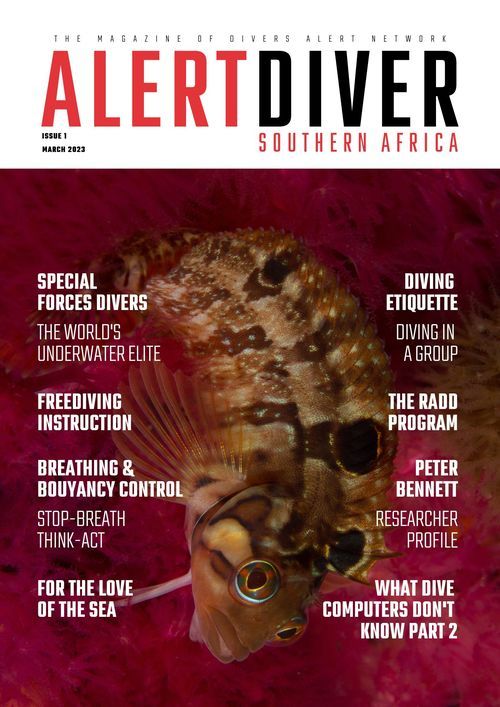 THE MAGAZINE OF DIVERS ALERT NETWORK
ALERTDIVER
SOUTHERN AFRICA
ISSUE 1
MARCH 2023
SPECIAL
FORCES DIVERS
THE WORLD'S
UNDERWATER ELITE
FREEDIVING
INSTRUCTION
BREATHING &
BOUYANCY CONTROL
STOP-BREATH
THINK-ACT
FOR THE LOVE
OF THE SEA
DIVING
ETIQUETTE
DIVING IN
A GROUP
THE RADD
PROGRAM
PETER
BENNETT
RESEARCHER
PROFILE
WHAT DIVE
COMPUTERS DON'T
KNOW PART 2